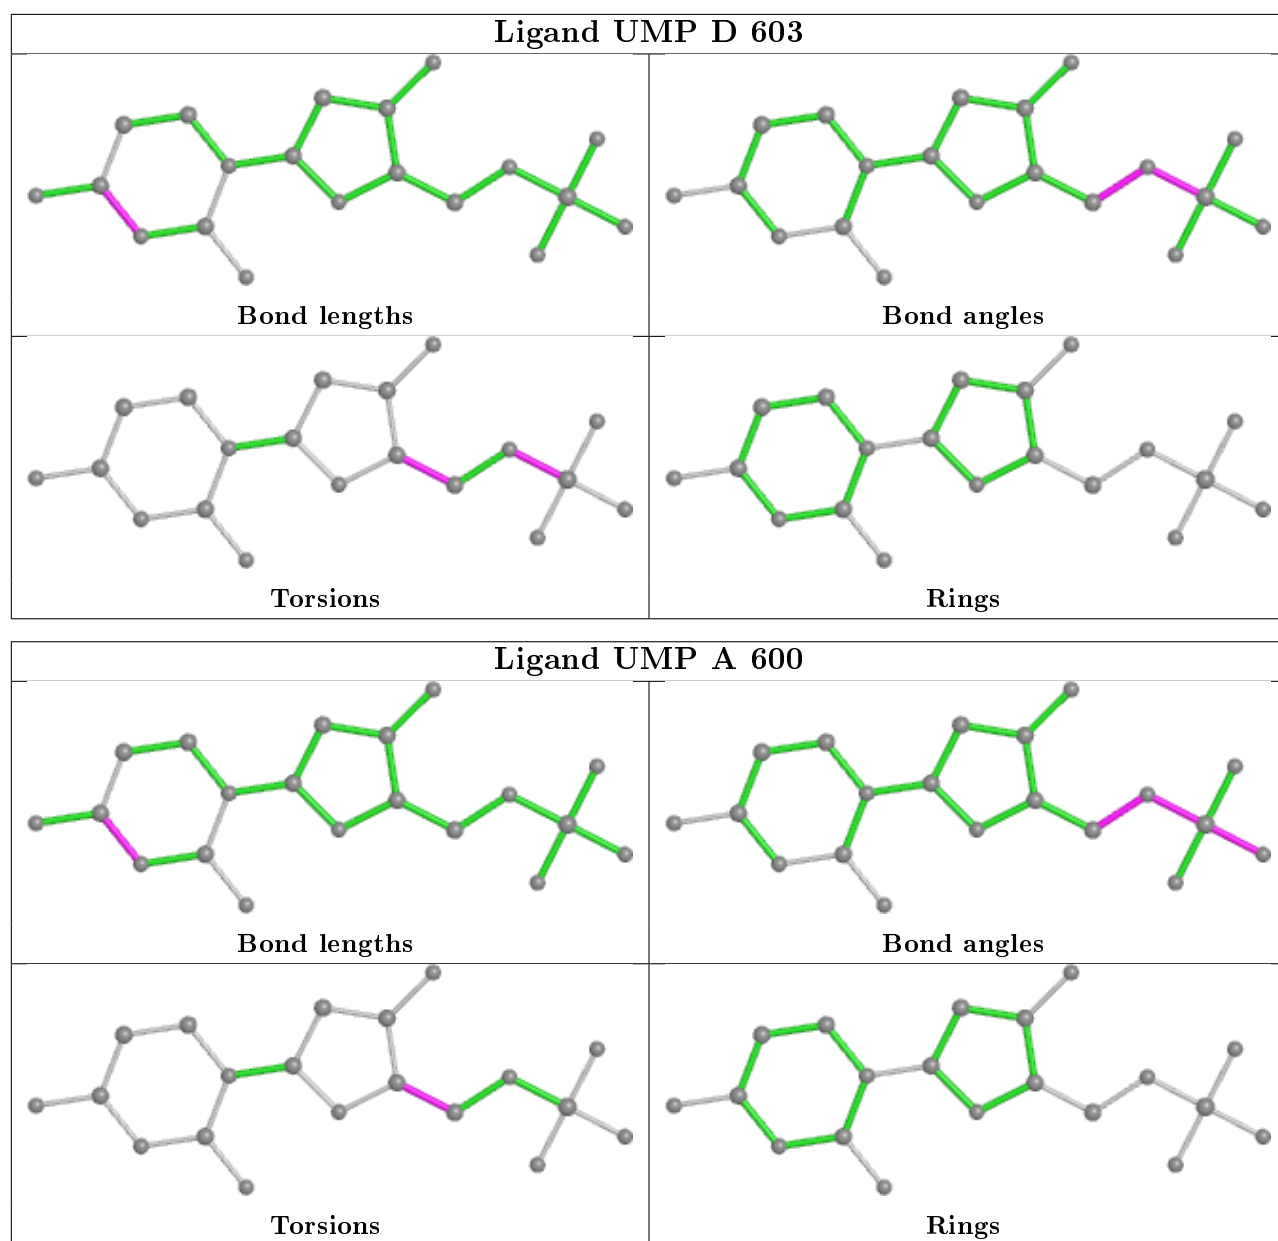 Ligand UMP D 603
Bond lengths
Bond angles
Torsions
Rings
Ligand UMP A 600
Bond lengths
Bond angles
Torsions
Rings